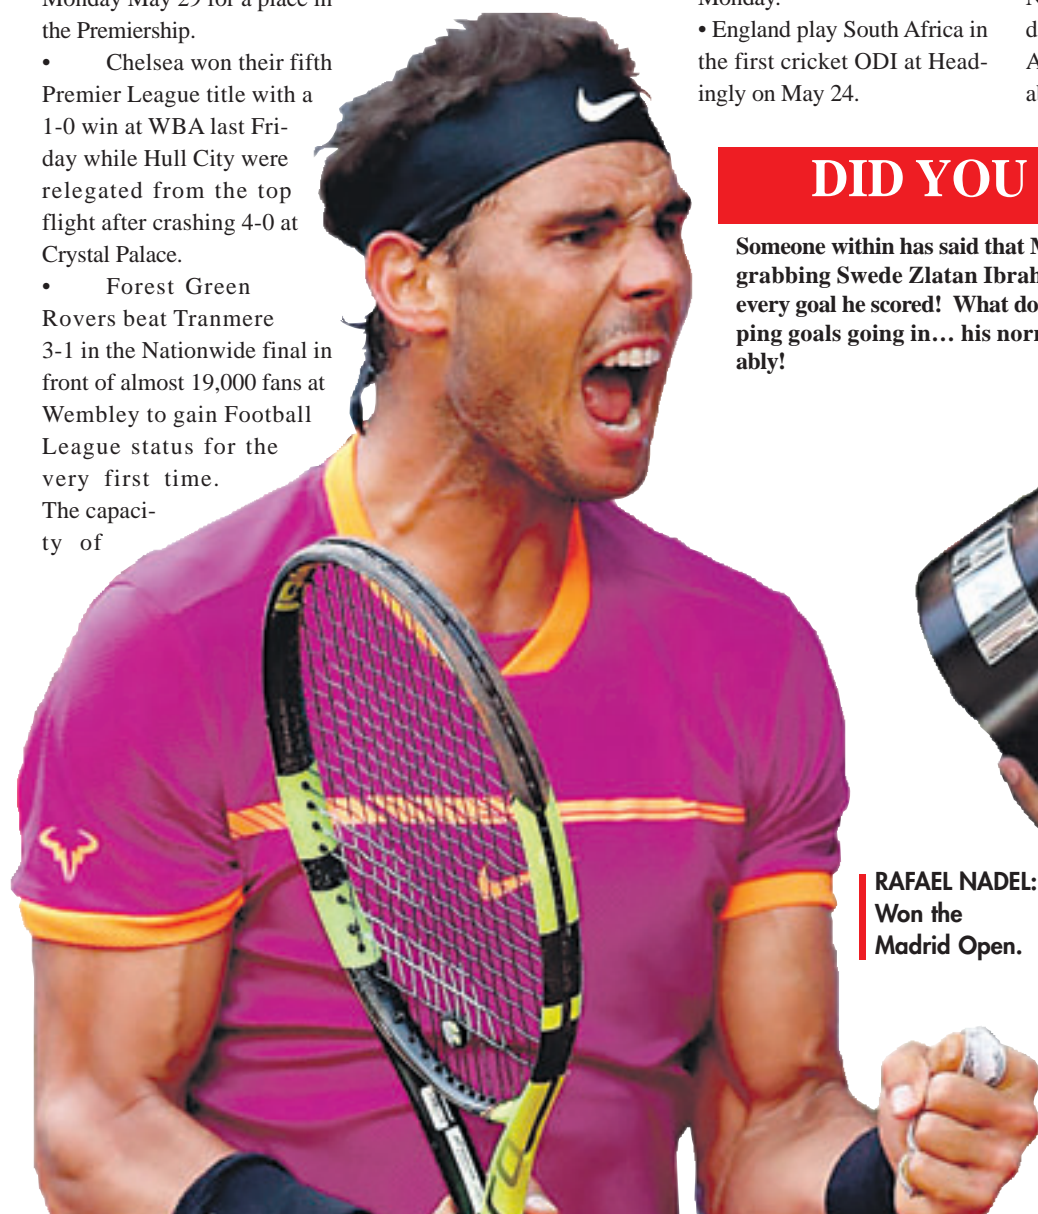 Monday May 29 for a place in
the Premiership.
• Chelsea won their fifth
Premier League title with a
1-0 win at WBA last Fri-
day while Hull City were
relegated from the top
flight after crashing 4-0 at
Crystal Palace.
• Forest Green
Rovers beat Tranmere
3-1 in the Nationwide final in
front of almost 19,000 fans at
Wembley to gain Football
League status for the
very first time.
The capaci-
ty of
Monday.
• England play South Africa in
the first cricket ODI at Head-
ingly on May 24.
DID YOU
Someone within has said that
grabbing Swede Zlatan Ibrah
every goal he scored! What do
ping goals going in… his norm
ably!
RAFAEL NADEL:
Won the
Madrid Open.